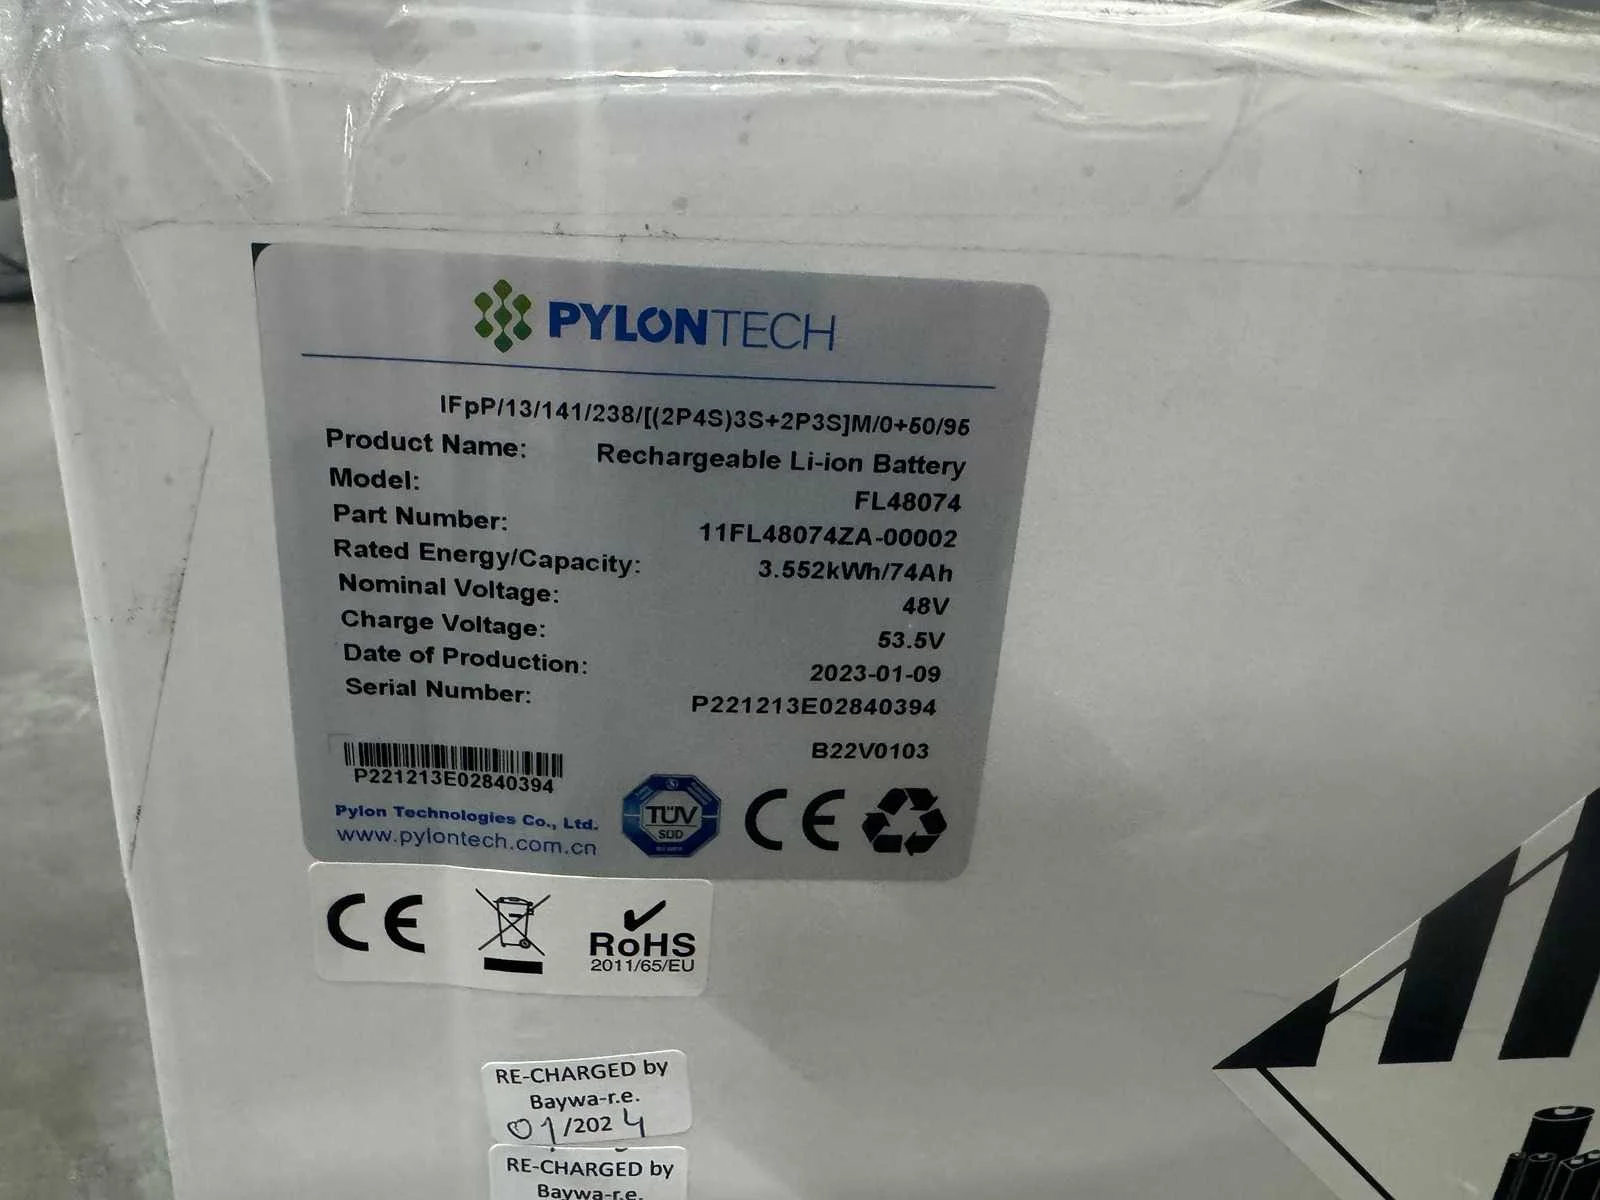 PYLONTECH
IFpP/13/141/238/[(2P4S)3S+2P3S]M/0+50/95
Product Name: Rechargeable Li-ion Battery
Model: FL48074
Part Number: 11FL48074ZA-00002
Rated Energy/Capacity: 3.552kWh/74Ah
Nominal Voltage: 48V
Charge Voltage: 53.5V
Date of Production: 2023-01-09
Serial Number: P221213E02840394
B22V0103
P221213E02840394
Pylon Technologies Co., Ltd.
www.pylontech.com.cn
TÜV
SÜD
CE
CE
RoHS
2011/65/EU
RE-CHARGED by
Baywa-r.e.
01/2024
RE-CHARGED by
Baywa-r.e.